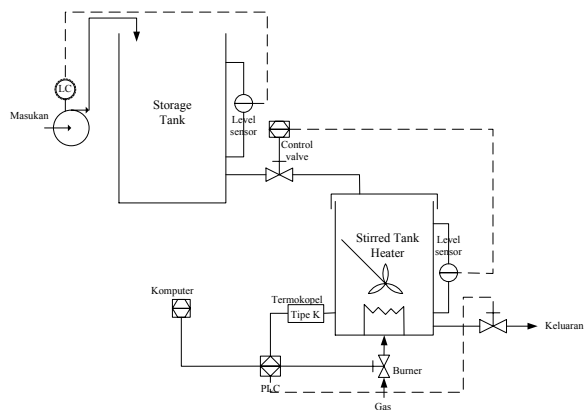 LC
Masukan
Storage
Tank
Level
sensor
Control
valve
Stirred Tank
Heater
Level
sensor
Komputer
Termokopel
Tipe K
Keluaran
PLC
Burner
Gas